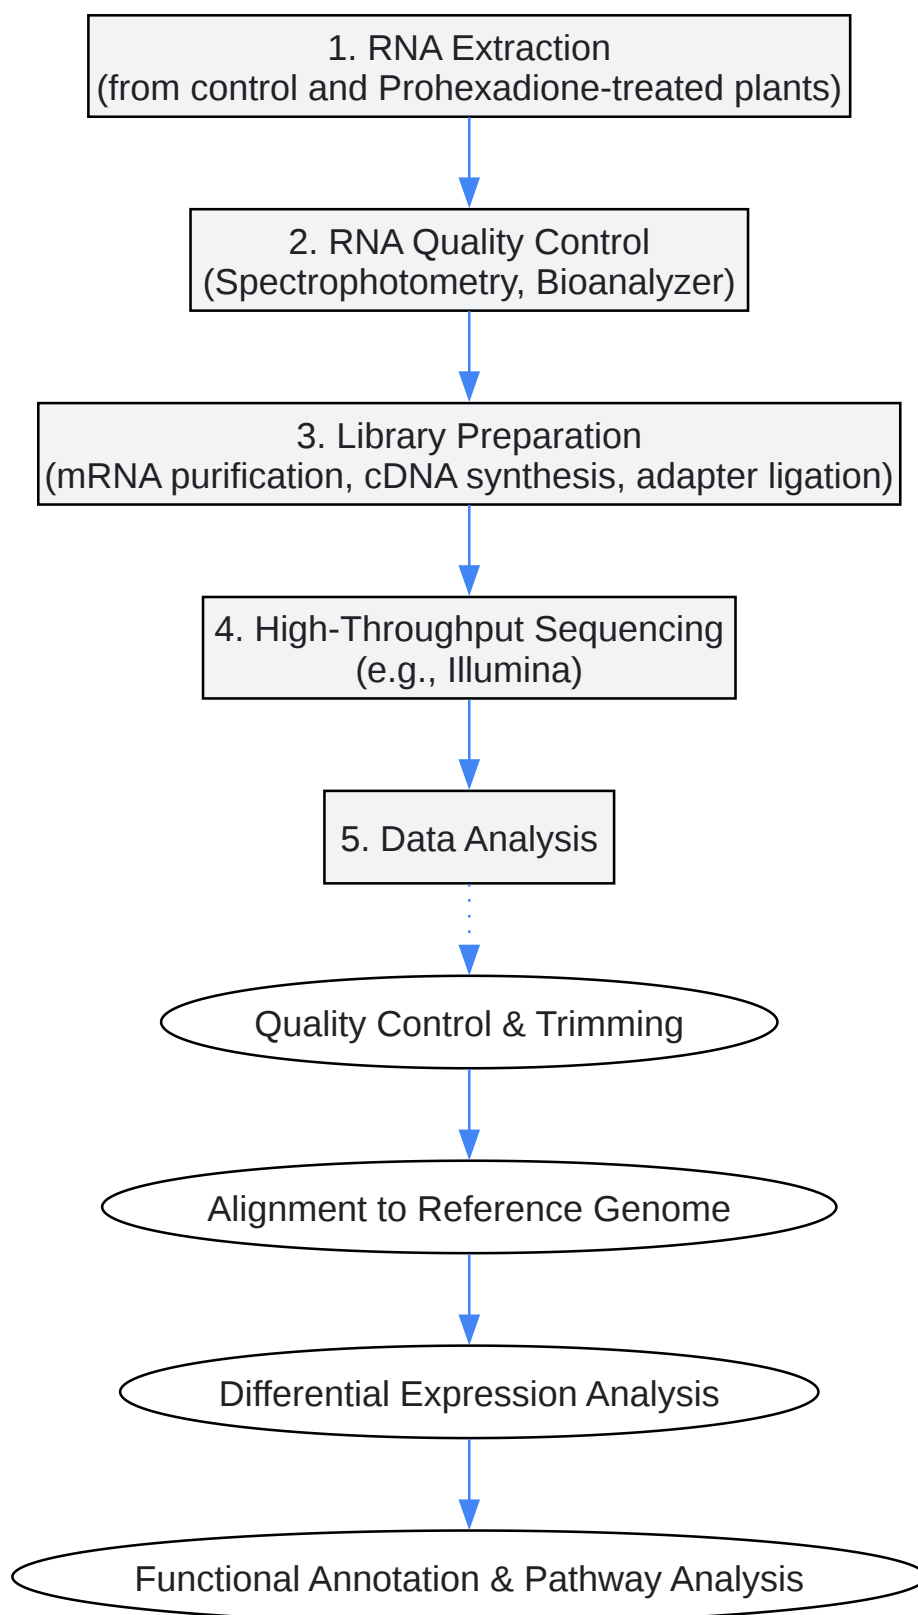 1. RNA Extraction
(from control and Prohexadione-treated plants)
2. RNA Quality Control
(Spectrophotometry, Bioanalyzer)
3. Library Preparation
(mRNA purification, cDNA synthesis, adapter ligation)
4. High-Throughput Sequencing
(e.g., Illumina)
5. Data Analysis
Quality Control & Trimming
Alignment to Reference Genome
Differential Expression Analysis
Functional Annotation & Pathway Analysis